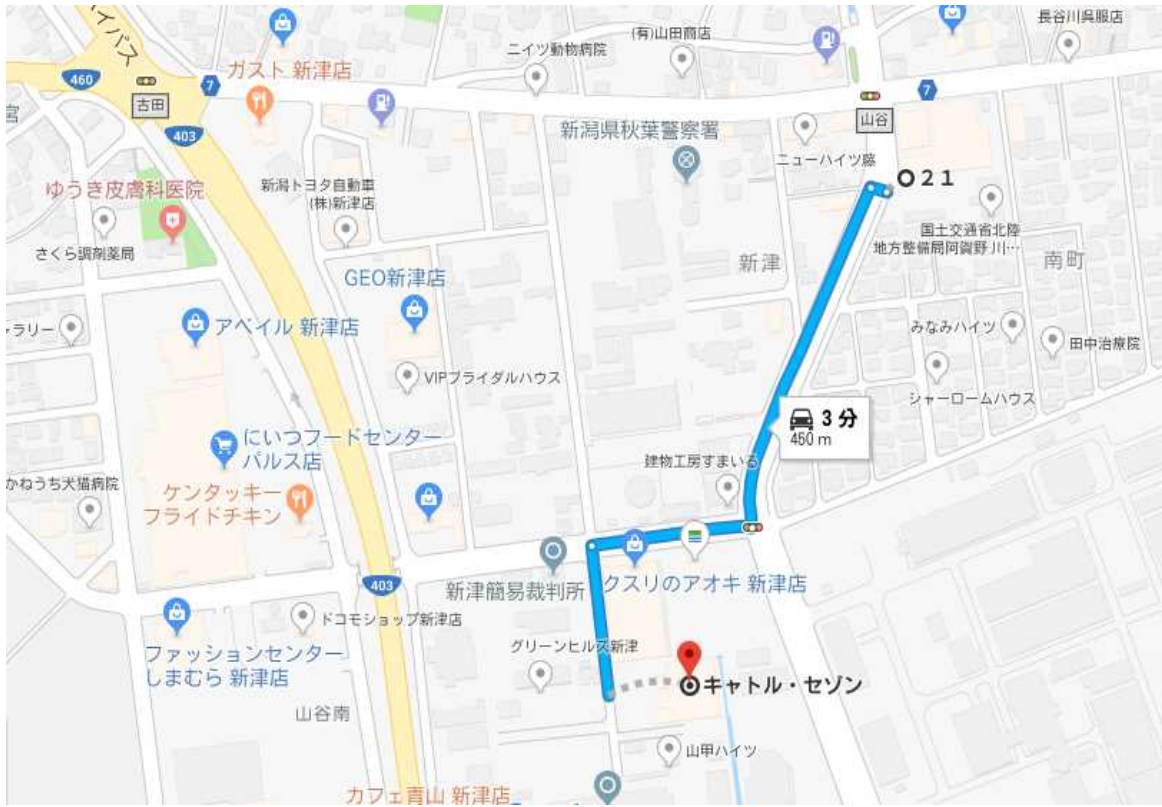 バイパス
長谷川呉服店
(有)山田商店
ニイツ動物病院
460
7
ガスト 新津店
古田
7
宮
403
山谷
新潟県秋葉警察署
ニューハイツ藤
ゆうき皮膚科医院
新潟トヨタ自動車
(株)新津店
21
さくら調剤薬局
国土交通省北陸
地方整備局阿賀野 川…
新津
南町
GEO新津店
アベイル 新津店
ラリー
みなみハイツ
田中治療院
VIPブライダルハウス
シャーロームハウス
3 分
450 m
にいつフードセンター
パルス店
建物工房すまいる
かねうち犬猫病院
ケンタッキー
フライドチキン
403
新津簡易裁判所
クスリのアオキ 新津店
ドコモショップ新津店
ファッションセンター
しまむら 新津店
グリーンヒルズ新津
キャトル・セゾン
山谷南
山甲ハイツ
カフェ青山 新津店